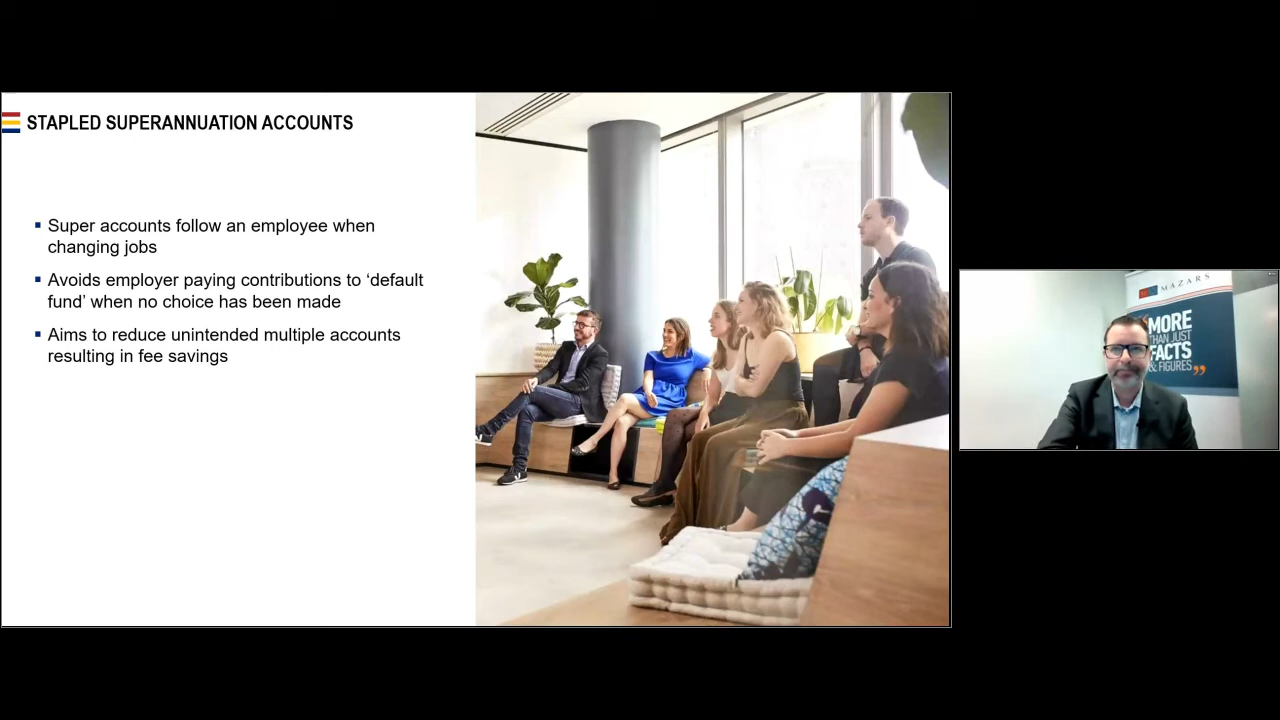 STAPLED SUPERANNUATION ACCOUNTS
Super accounts follow an employee when
changing jobs
Avoids employer paying contributions to ‘default
fund’ when no choice has been made
Aims to reduce unintended multiple accounts
resulting in fee savings
MAZARS
MORE
THAN JUST
FACTS
& FIGURES”